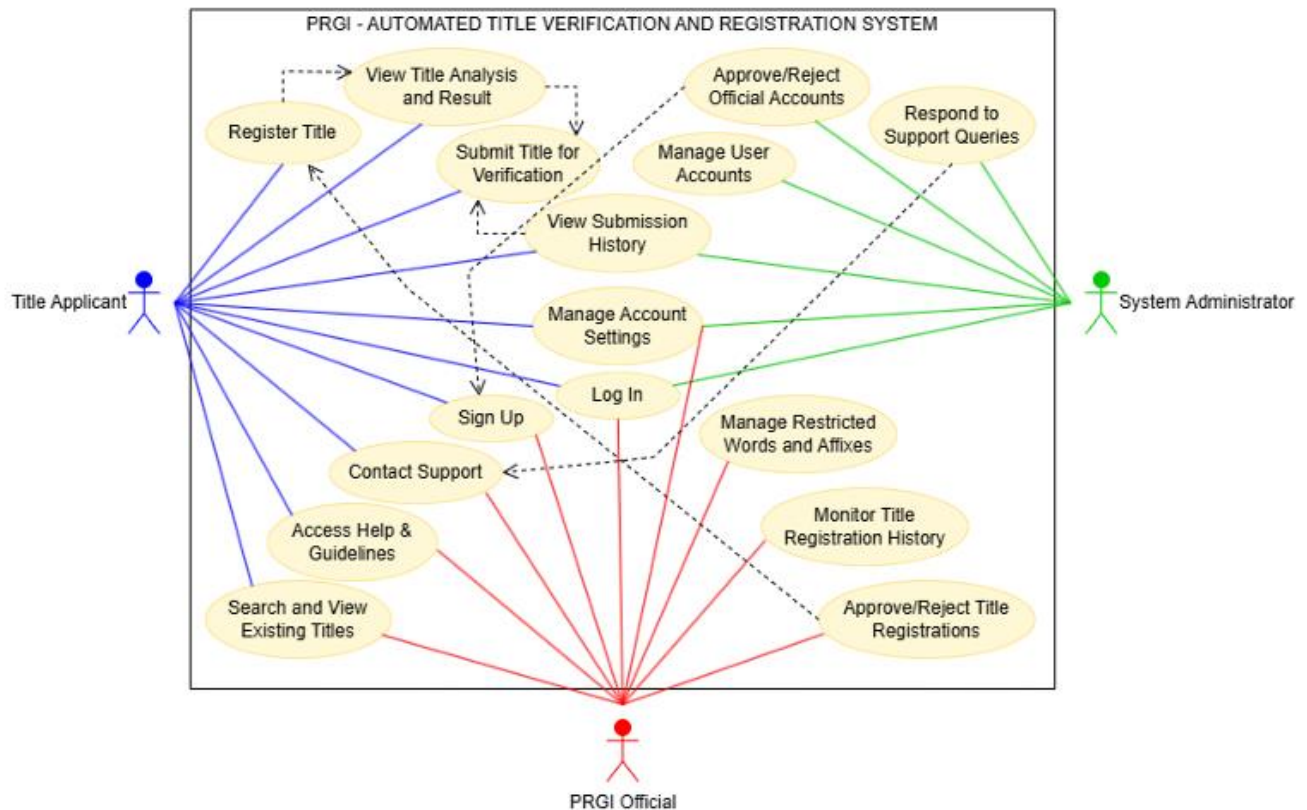 PRGI - AUTOMATED TITLE VERIFICATION AND REGISTRATION SYSTEM
View Title Analysis
and Result
Approve/Reject
Official Accounts
Register Title
Respond to
Support Queries
Submit Title for
Verification
Manage User
Accounts
View Submission
History
Title Applicant
System Administrator
Manage Account
Settings
Log In
Sign Up
Manage Restricted
Words and Affixes
Contact Support
Access Help &
Guidelines
Monitor Title
Registration History
Search and View
Existing Titles
Approve/Reject Title
Registrations
PRGI Official